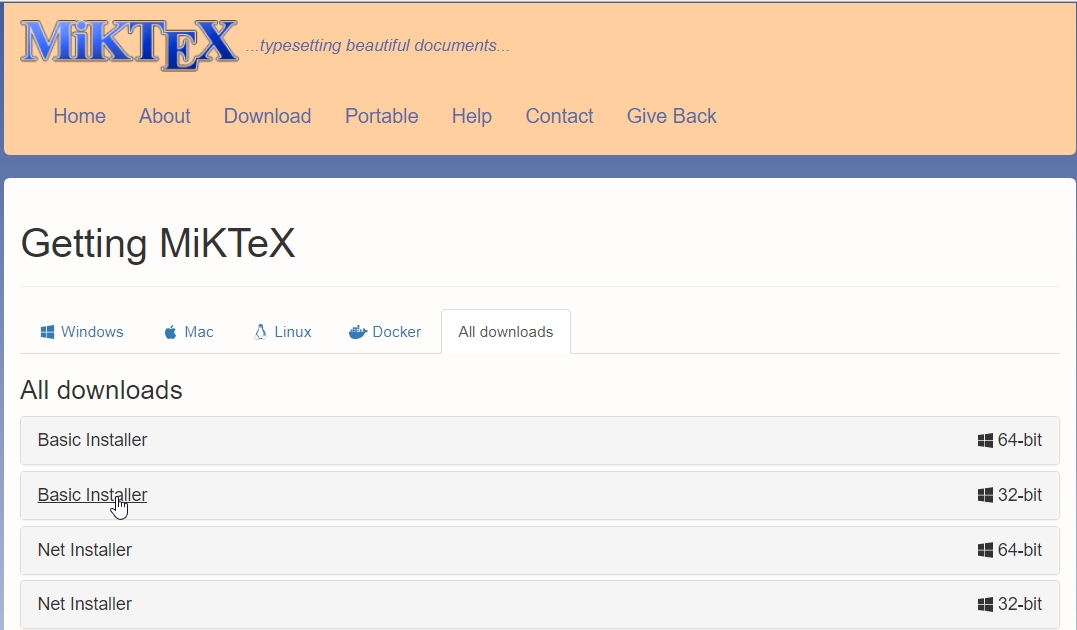 MiKTEX ...typesetting beautiful documents...
Home About Download Portable Help Contact Give Back
Getting MiKTeX
Windows Mac Linux Docker All downloads
All downloads
Basic Installer 64-bit
Basic Installer 32-bit
Net Installer 64-bit
Net Installer 32-bit